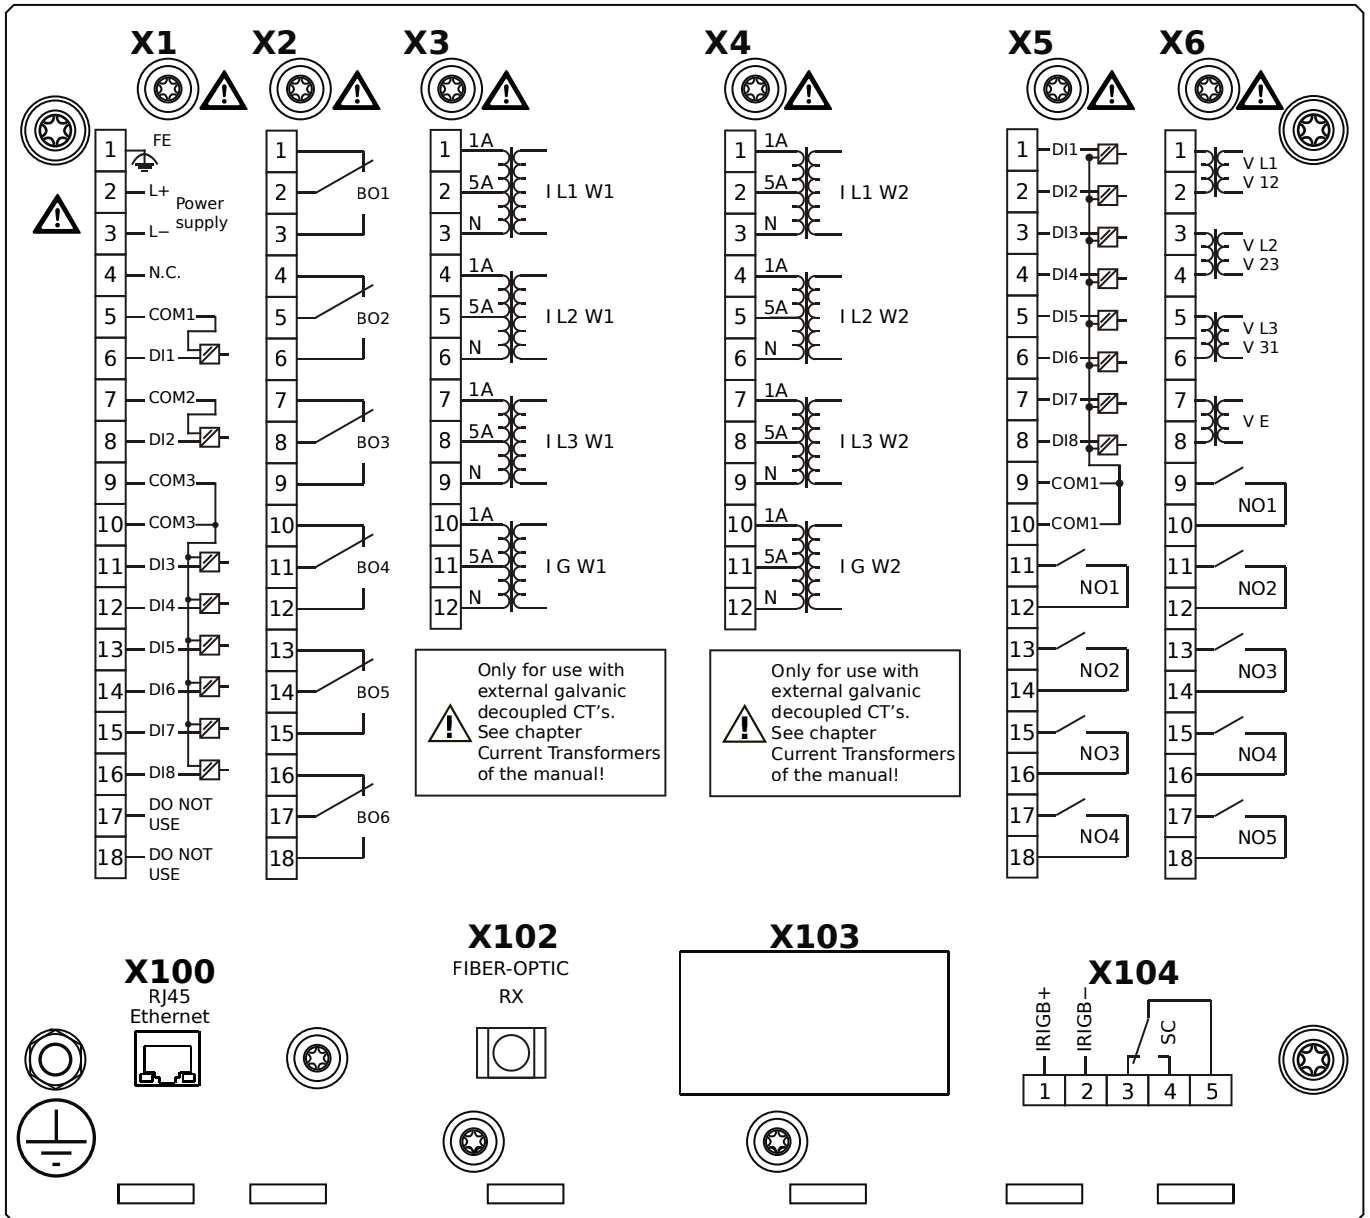 X1 X2 X3 X4 X5 X6
1 FE
2 L+ Power
supply
3 L−
4 N.C.
5 COM1
6 DI1
7 COM2
8 DI2
9 COM3
10 COM3
11 DI3
12 DI4
13 DI5
14 DI6
15 DI7
16 DI8
17 DO NOT
USE
18 DO NOT
USE
1
2 BO1
3
4
5 BO2
6
7
8 BO3
9
10
11 BO4
12
13
14 BO5
15
16
17 BO6
18
1 1A
2 5A I L1 W1
3 N
4 1A
5 5A I L2 W1
6 N
7 1A
8 5A I L3 W1
9 N
10 1A
11 5A I G W1
12 N
Only for use with
external galvanic
decoupled CT's.
See chapter
Current Transformers
of the manual!
1 1A
2 5A I L1 W2
3 N
4 1A
5 5A I L2 W2
6 N
7 1A
8 5A I L3 W2
9 N
10 1A
11 5A I G W2
12 N
Only for use with
external galvanic
decoupled CT's.
See chapter
Current Transformers
of the manual!
1 DI1
2 DI2
3 DI3
4 DI4
5 DI5
6 DI6
7 DI7
8 DI8
9 COM1
10 COM1
11
NO1
12
13
NO2
14
15
NO3
16
17
NO4
18
1 V L1
2 V 12
3 V L2
4 V 23
5 V L3
6 V 31
7
V E
8
9
NO1
10
11
NO2
12
13
NO3
14
15
NO4
16
17
NO5
18
X100
RJ45
Ethernet
X102
FIBER-OPTIC
RX
X103
X104
IRIGB+
IRIGB−
SC
1 2 3 4 5